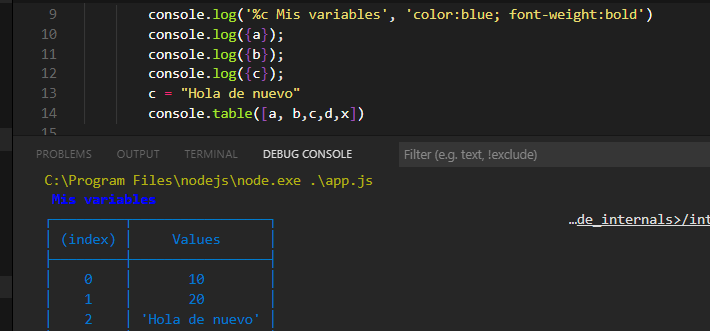 9 console.log('%c Mis variables', 'color:blue; font-weight:bold')
10 console.log({a});
11 console.log({b});
12 console.log({c});
13 c = "Hola de nuevo"
14 console.table([a, b,c,d,x])
15
PROBLEMS OUTPUT TERMINAL DEBUG CONSOLE Filter (e.g. text, !exclude)
C:\Program Files\nodejs\node.exe .\app.js
Mis variables
…de_internals>/int
(index) Values
0 10
1 20
2 'Hola de nuevo'